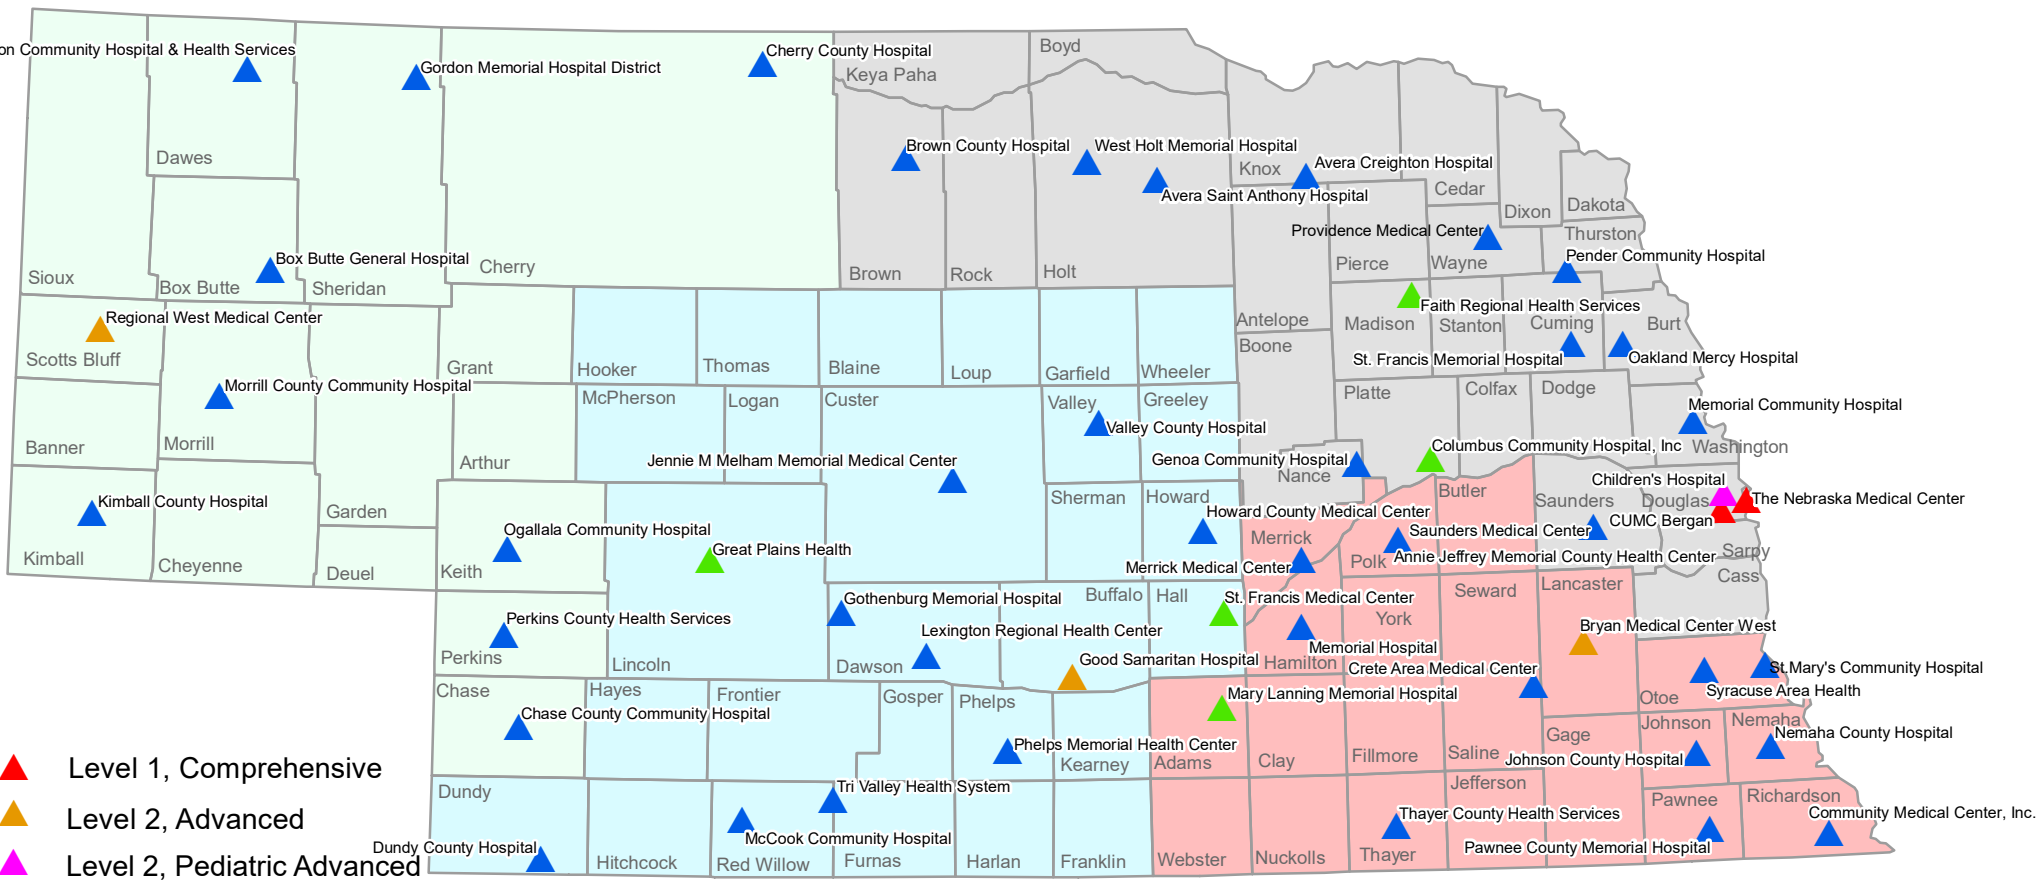 Boyd
on Community Hospital & Health Services
Cherry County Hospital
Gordon Memorial Hospital District
Keya Paha
Brown County Hospital
West Holt Memorial Hospital
Dawes
Knox
Avera Creighton Hospital
Cedar
Avera Saint Anthony Hospital
Dixon
Dakota
Providence Medical Center
Thurston
Box Butte General Hospital
Cherry
Pierce
Wayne
Pender Community Hospital
Sioux
Box Butte
Sheridan
Brown
Rock
Holt
Faith Regional Health Services
Regional West Medical Center
Antelope
Madison
Stanton
Cuming
Burt
Scotts Bluff
Boone
St. Francis Memorial Hospital
Oakland Mercy Hospital
Grant
Hooker
Thomas
Blaine
Loup
Garfield
Wheeler
Morrill County Community Hospital
McPherson
Logan
Custer
Valley
Greeley
Platte
Colfax
Dodge
Memorial Community Hospital
Valley County Hospital
Banner
Morrill
Columbus Community Hospital, Inc
Washington
Arthur
Jennie M Melham Memorial Medical Center
Genoa Community Hospital
Nance
Children's Hospital
Kimball County Hospital
Garden
Sherman
Howard
Butler
Saunders
Douglas
The Nebraska Medical Center
Howard County Medical Center
CUMC Bergan
Ogallala Community Hospital
Great Plains Health
Merrick
Saunders Medical Center
Kimball
Cheyenne
Deuel
Keith
Merrick Medical Center
Polk
Annie Jeffrey Memorial County Health Center
Sarpy
Cass
Gothenburg Memorial Hospital
Buffalo
Hall
St. Francis Medical Center
Seward
Lancaster
Perkins County Health Services
Lexington Regional Health Center
York
Bryan Medical Center West
Perkins
Lincoln
Dawson
Good Samaritan Hospital
Hamilton
Memorial Hospital
Crete Area Medical Center
St.Mary's Community Hospital
Chase
Hayes
Frontier
Gosper
Phelps
Mary Lanning Memorial Hospital
Otoe
Syracuse Area Health
Chase County Community Hospital
Johnson
Nemaha
Phelps Memorial Health Center
Gage
Nemaha County Hospital
Level 1, Comprehensive
Kearney
Adams
Clay
Fillmore
Saline
Johnson County Hospital
Dundy
Tri Valley Health System
Jefferson
Pawnee
Richardson
Level 2, Advanced
McCook Community Hospital
Thayer County Health Services
Community Medical Center, Inc.
Dundy County Hospital
Pawnee County Memorial Hospital
Level 2, Pediatric Advanced
Hitchcock
Red Willow
Furnas
Harlan
Franklin
Webster
Nuckolls
Thayer